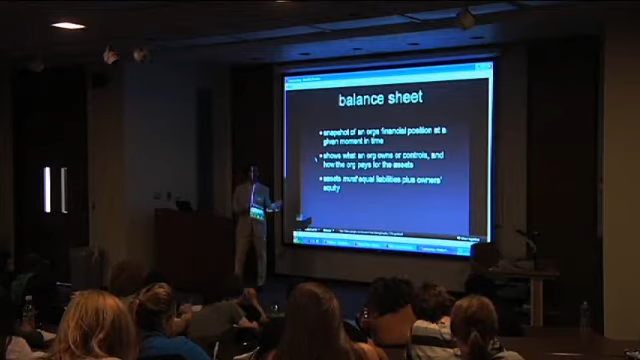 balance sheet
• snapshot of an orgs financial position at a
given moment in time
• shows what an org owns or controls, and
how the org pays for the assets
• assets must equal liabilities plus owners'
equity